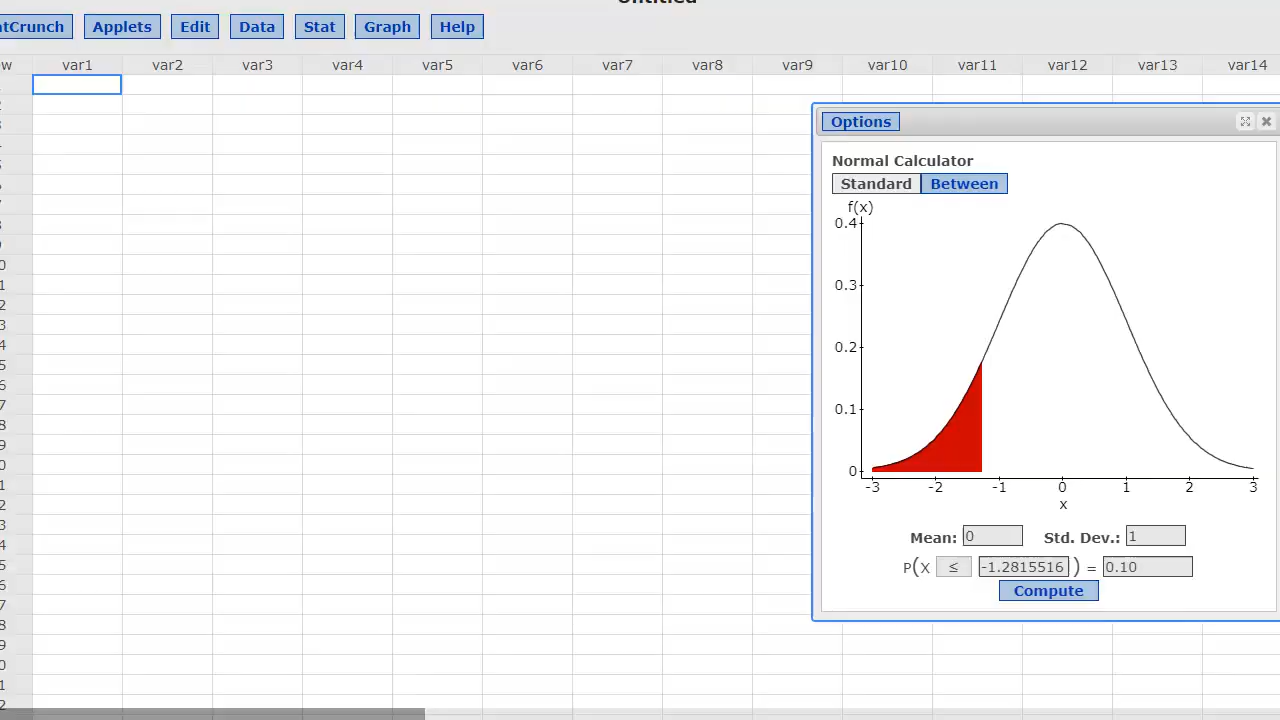 Untitled
atCrunch Applets Edit Data Stat Graph Help
w var1 var2 var3 var4 var5 var6 var7 var8 var9 var10 var11 var12 var13 var14
Options
Normal Calculator
Standard Between
f(x)
0.4
0.3
0.2
0.1
0
-3 -2 -1 0 1 2 3
x
Mean: 0 Std. Dev.: 1
P(X ≤ -1.2815516 ) = 0.10
Compute